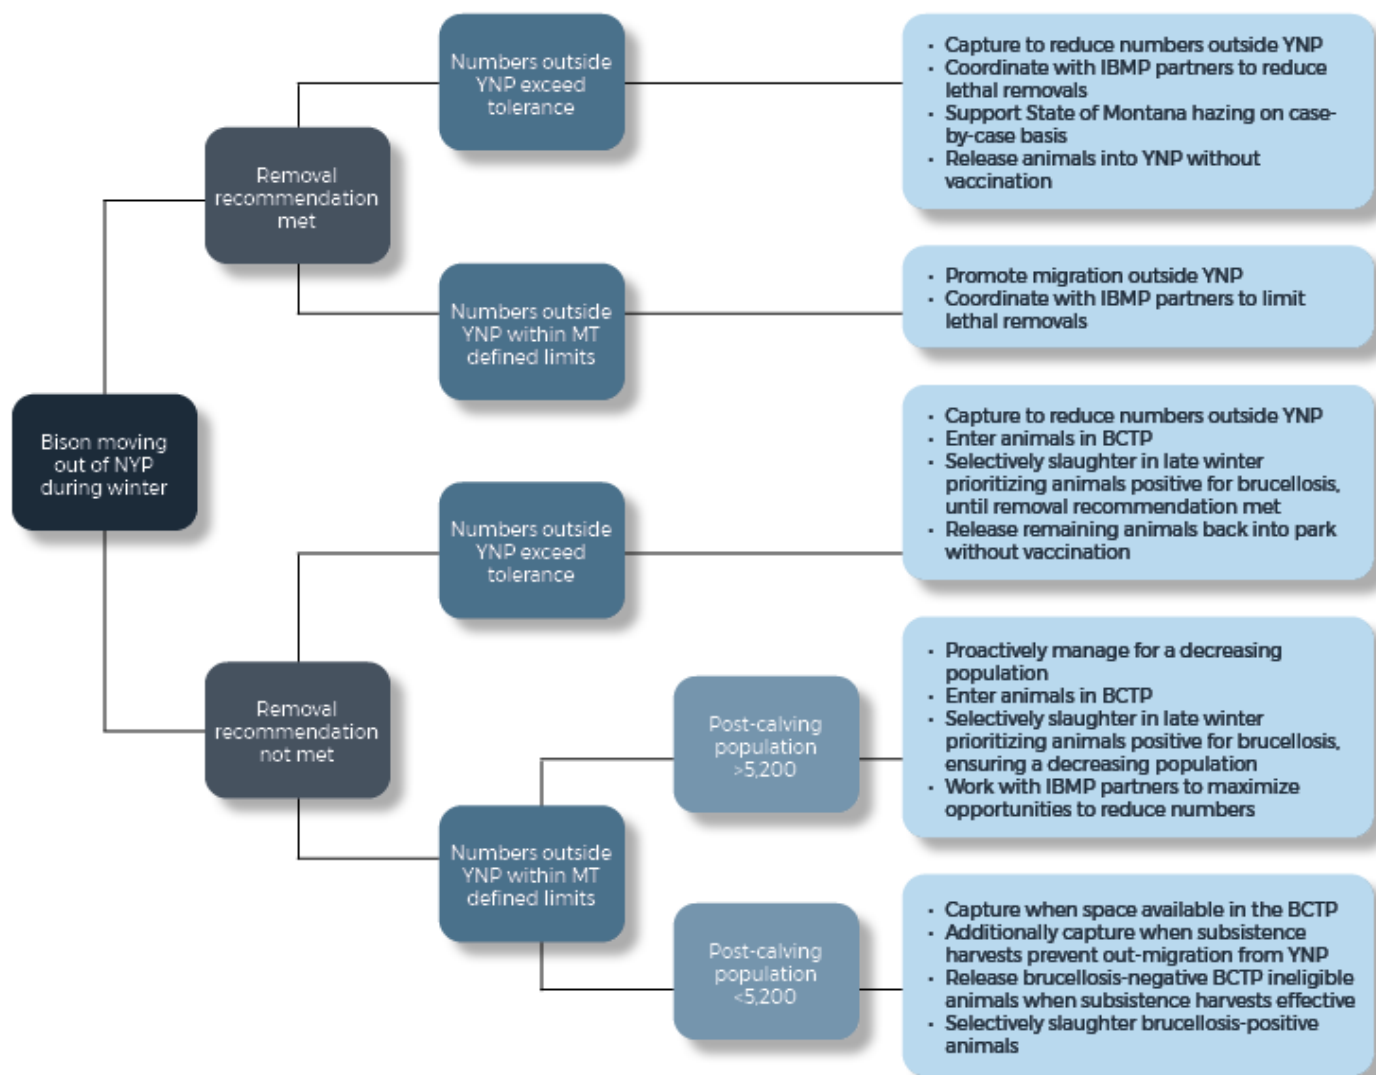 Numbers outside
YNP exceed
tolerance
• Capture to reduce numbers outside YNP
• Coordinate with IBMP partners to reduce
lethal removals
• Support State of Montana hazing on case-
by-case basis
• Release animals into YNP without
vaccination
Removal
recommendation
met
Numbers outside
YNP within MT
defined limits
• Promote migration outside YNP
• Coordinate with IBMP partners to limit
lethal removals
Bison moving
out of NYP
during winter
Numbers outside
YNP exceed
tolerance
• Capture to reduce numbers outside YNP
• Enter animals in BCTP
• Selectively slaughter in late winter
prioritizing animals positive for brucellosis,
until removal recommendation met
• Release remaining animals back into park
without vaccination
Removal
recommendation
not met
Post-calving
population
>5,200
• Proactively manage for a decreasing
population
• Enter animals in BCTP
• Selectively slaughter in late winter
prioritizing animals positive for brucellosis,
ensuring a decreasing population
• Work with IBMP partners to maximize
opportunities to reduce numbers
Numbers outside
YNP within MT
defined limits
Post-calving
population
<5,200
• Capture when space available in the BCTP
• Additionally capture when subsistence
harvests prevent out-migration from YNP
• Release brucellosis-negative BCTP ineligible
animals when subsistence harvests effective
• Selectively slaughter brucellosis-positive
animals